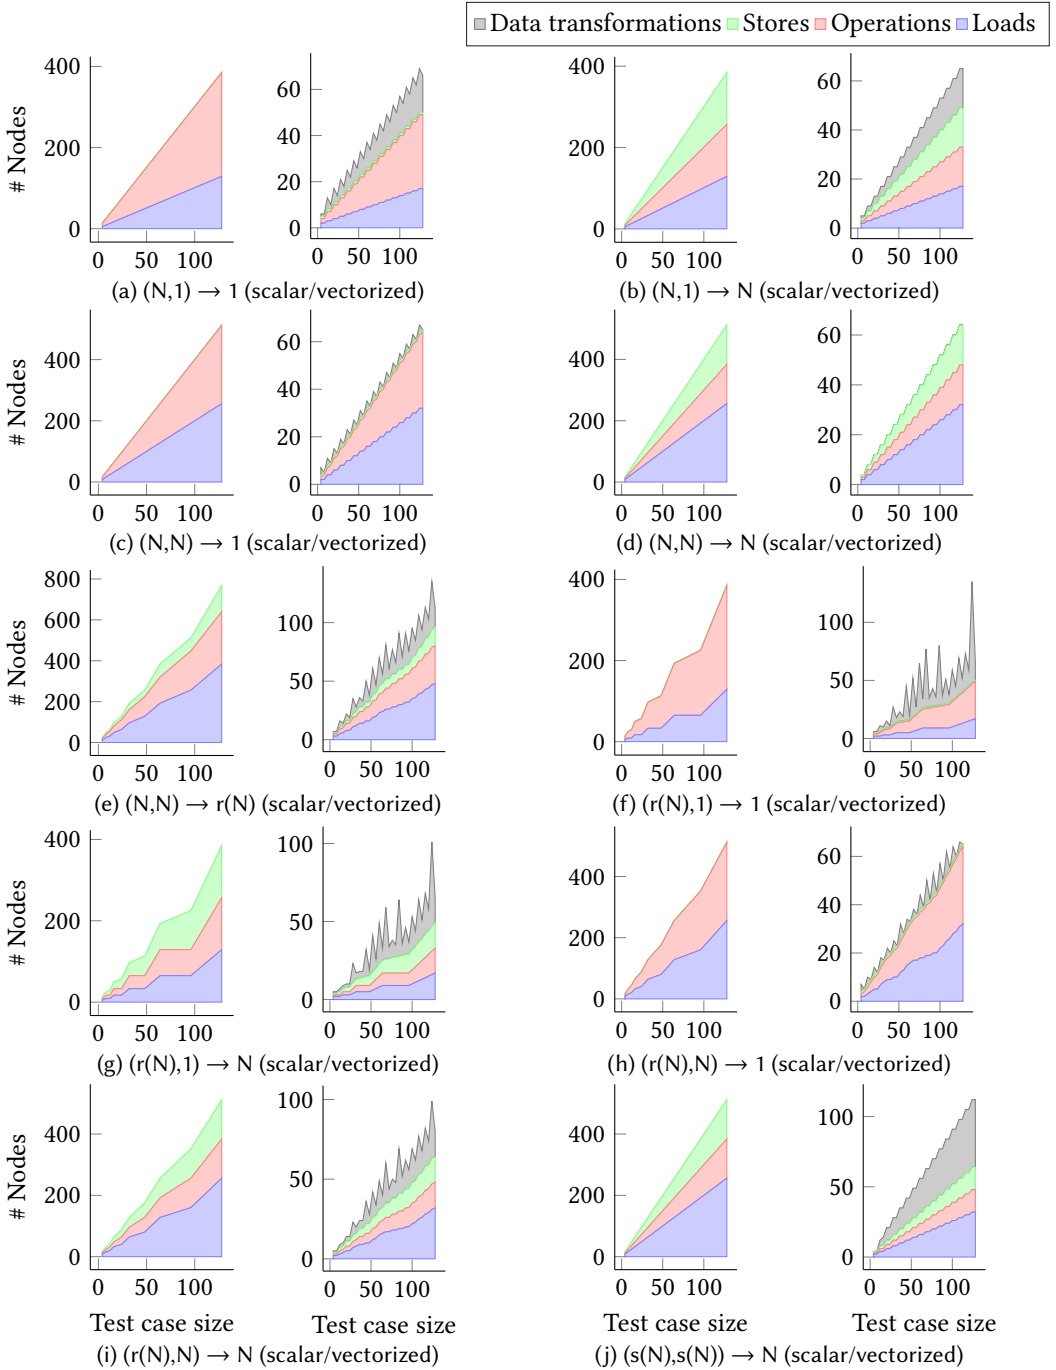 Data transformations Stores Operations Loads
# Nodes
400
200
0
0 50 100
60
40
20
0
0 50 100
(a) (N,1) → 1 (scalar/vectorized)
400
200
0
0 50 100
60
40
20
0
0 50 100
(b) (N,1) → N (scalar/vectorized)
# Nodes
400
200
0
0 50 100
60
40
20
0
0 50 100
(c) (N,N) → 1 (scalar/vectorized)
400
200
0
0 50 100
60
40
20
0
0 50 100
(d) (N,N) → N (scalar/vectorized)
# Nodes
800
600
400
200
0
0 50 100
100
50
0
0 50 100
(e) (N,N) → r(N) (scalar/vectorized)
400
200
0
0 50 100
100
50
0
0 50 100
(f) (r(N),1) → 1 (scalar/vectorized)
# Nodes
400
200
0
0 50 100
100
50
0
0 50 100
(g) (r(N),1) → N (scalar/vectorized)
400
200
0
0 50 100
60
40
20
0
0 50 100
(h) (r(N),N) → 1 (scalar/vectorized)
# Nodes
400
200
0
0 50 100
Test case size
100
50
0
0 50 100
Test case size
(i) (r(N),N) → N (scalar/vectorized)
400
200
0
0 50 100
Test case size
100
50
0
0 50 100
Test case size
(j) (s(N),s(N)) → N (scalar/vectorized)